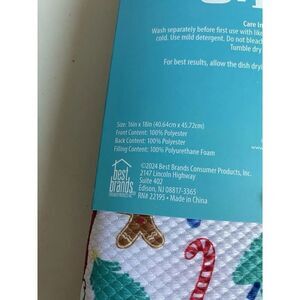 Care In
Wash separately before first use with like
cold. Use mild detergent. Do not bleach
Tumble dry
For best results, allow the dish dryi
Size: 16in x 18in (40.64cm x 45.72cm)
Front Content: 100% Polyester
Back Content: 100% Polyester
Filling Content: 100% Polyurethane Foam
www.
©2024 Best Brands Consumer Products, Inc.
2147 Lincoln Highway
Suite 402
Edison, NJ 08817-3365
RN# 22195 • Made in China
best
brands